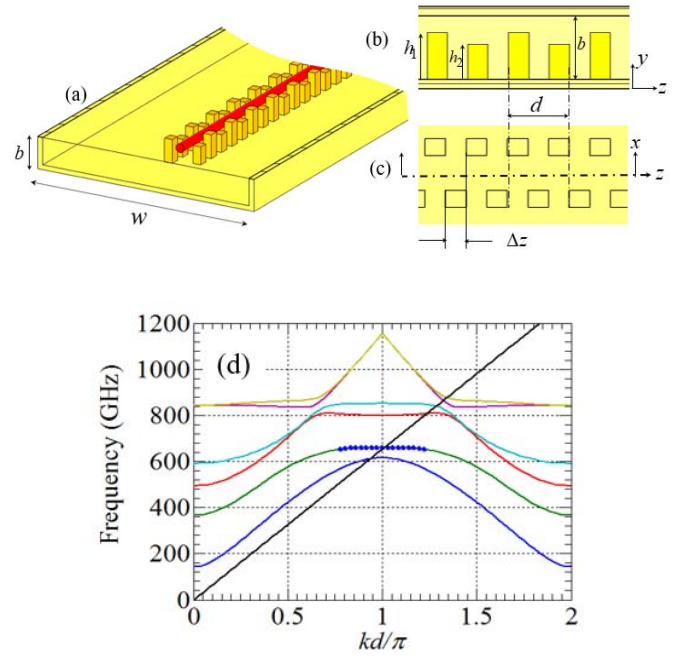 (a)
b
w
(b)
h1
h2
b
y
z
d
(c)
x
z
Δz
(d)
Frequency (GHz)
1200
1000
800
600
400
200
0
0 0.5 1 1.5 2
kd/π